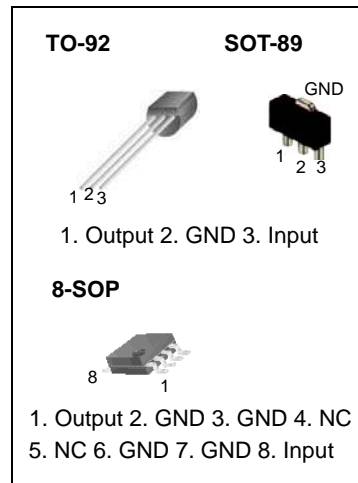 TO-92 SOT-89
GND
1 2 3
1 2 3
1. Output 2. GND 3. Input
8-SOP
8
1
1. Output 2. GND 3. GND 4. NC
5. NC 6. GND 7. GND 8. Input